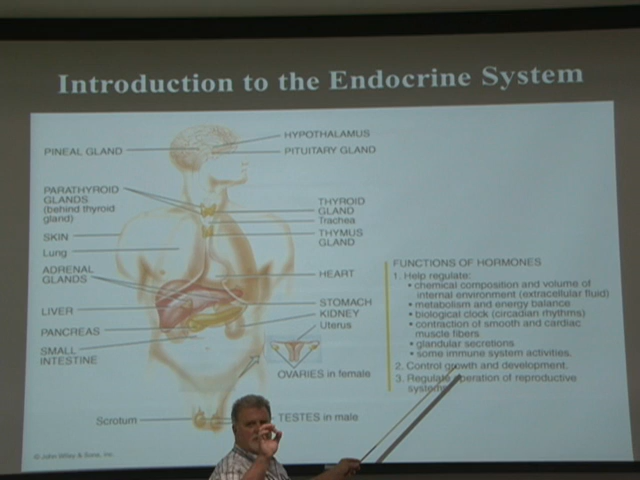 Introduction to the Endocrine System
HYPOTHALAMUS
PINEAL GLAND
PITUITARY GLAND
PARATHYROID
GLANDS
(behind thyroid
gland)
THYROID
GLAND
Trachea
SKIN
THYMUS
GLAND
Lung
ADRENAL
GLANDS
HEART
LIVER
STOMACH
KIDNEY
PANCREAS
Uterus
SMALL
INTESTINE
OVARIES in female
Scrotum
TESTES in male
FUNCTIONS OF HORMONES
1. Help regulate:
• chemical composition and volume of
internal environment (extracellular fluid)
• metabolism and energy balance
• biological clock (circadian rhythms)
• contraction of smooth and cardiac
muscle fibers
• glandular secretions
• some immune system activities.
2. Control growth and development.
3. Regulate operation of reproductive
systems
© John Wiley & Sons, Inc.